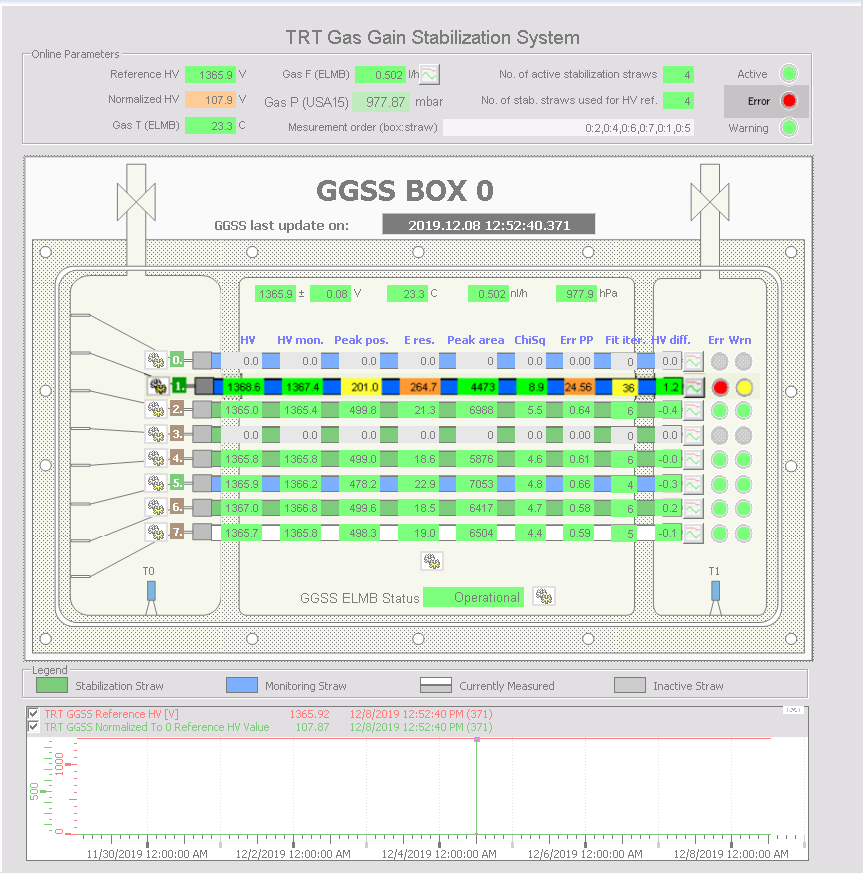 TRT Gas Gain Stabilization System
Online Parameters
Reference HV 1365.9 V Gas F (ELMB) 0.502 l/h No. of active stabilization straws 4 Active
Normalized HV 107.9 V Gas P (USA15) 977.87 mbar No. of stab. straws used for HV ref. 4 Error
Gas T (ELMB) 23.3 C Mesurement order (box:straw) 0:2,0:4,0:6,0:7,0:1,0:5 Warning
GGSS BOX 0
GGSS last update on: 2019.12.08 12:52:40.371
1365.9 ± 0.08 V 23.3 C 0.502 nl/h 977.9 hPa
HV HV mon. Peak pos. E res. Peak area ChiSq Err PP Fit iter. HV diff. Err Wrn
0. 0.0 0.0 0.0 0.0 0 0.0 0.00 0 0.0
1. 1368.6 1367.4 201.0 264.7 4473 8.9 24.56 36 1.2
2. 1365.0 1365.4 499.8 21.3 6988 5.5 0.64 6 -0.4
3. 0.0 0.0 0.0 0.0 0 0.0 0.00 0 0.0
4. 1365.8 1365.8 499.0 18.6 5876 4.6 0.61 6 -0.0
5. 1365.9 1366.2 478.2 22.9 7053 4.8 0.66 4 -0.3
6. 1367.0 1366.8 499.6 18.5 6417 4.7 0.58 6 0.2
7. 1365.7 1365.8 498.3 19.0 6504 4.4 0.59 5 -0.1
T0 T1
GGSS ELMB Status Operational
Legend
Stabilization Straw Monitoring Straw Currently Measured Inactive Straw
TRT GGSS Reference HV [V] 1365.92 12/8/2019 12:52:40 PM (371)
TRT GGSS Normalized To 0 Reference HV Value 107.87 12/8/2019 12:52:40 PM (371)
1000
500
0
11/30/2019 12:00:00 AM 12/2/2019 12:00:00 AM 12/4/2019 12:00:00 AM 12/6/2019 12:00:00 AM 12/8/2019 12:00:00 AM